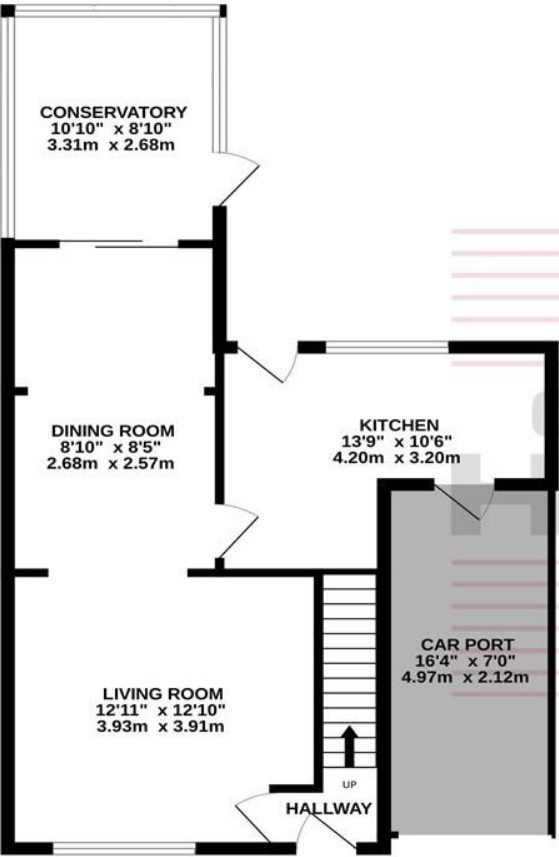 CONSERVATORY
10'10" x 8'10"
3.31m x 2.68m
DINING ROOM
8'10" x 8'5"
2.68m x 2.57m
KITCHEN
13'9" x 10'6"
4.20m x 3.20m
CAR PORT
16'4" x 7'0"
4.97m x 2.12m
LIVING ROOM
12'11" x 12'10"
3.93m x 3.91m
UP
HALLWAY